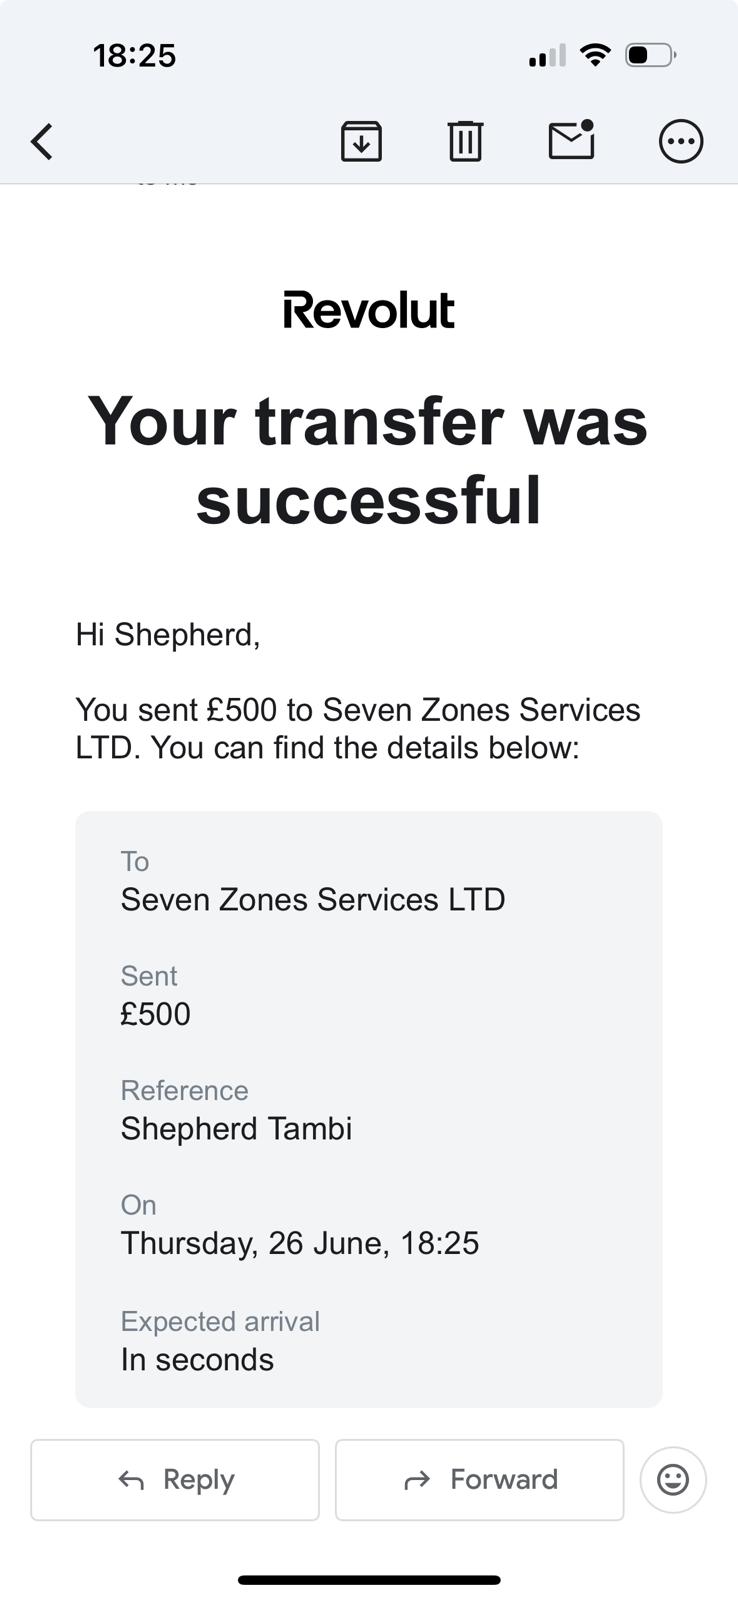 18:25
Revolut
Your transfer was
successful
Hi Shepherd,
You sent £500 to Seven Zones Services
LTD. You can find the details below:
To
Seven Zones Services LTD
Sent
£500
Reference
Shepherd Tambi
On
Thursday, 26 June, 18:25
Expected arrival
In seconds
Reply
Forward